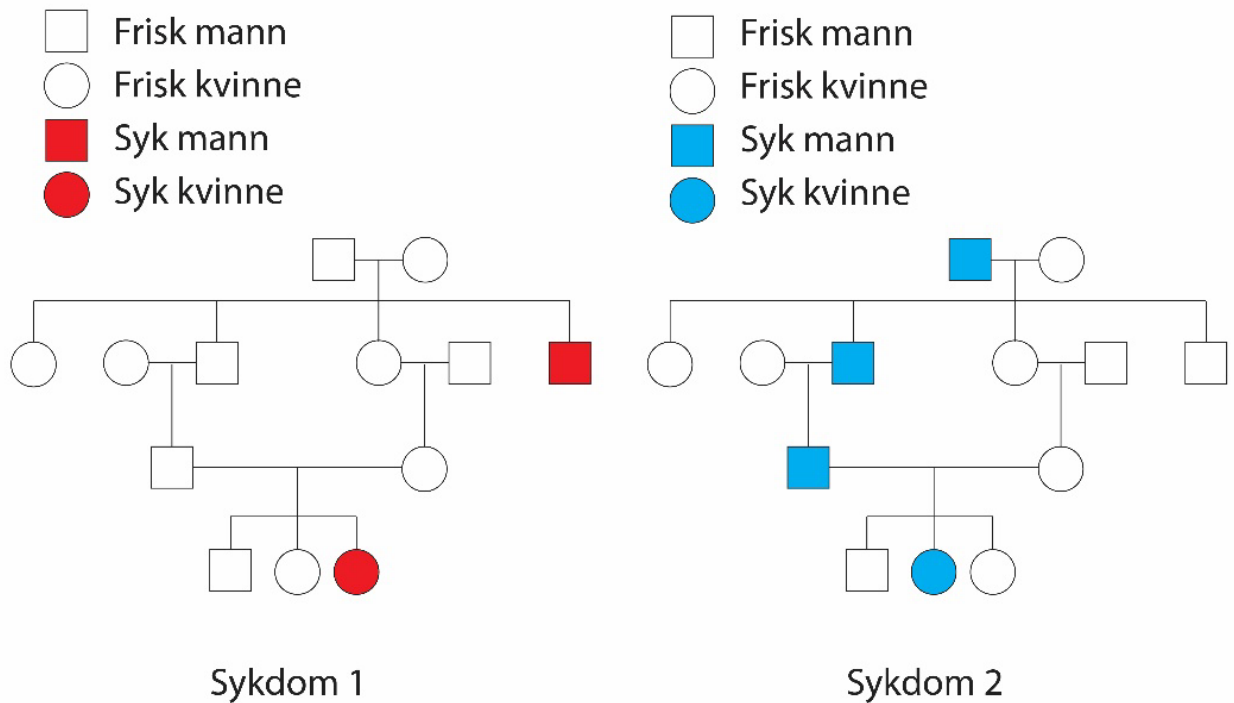 Frisk mann
Frisk kvinne
Syk mann
Syk kvinne
Frisk mann
Frisk kvinne
Syk mann
Syk kvinne
Sykdom 1
Sykdom 2